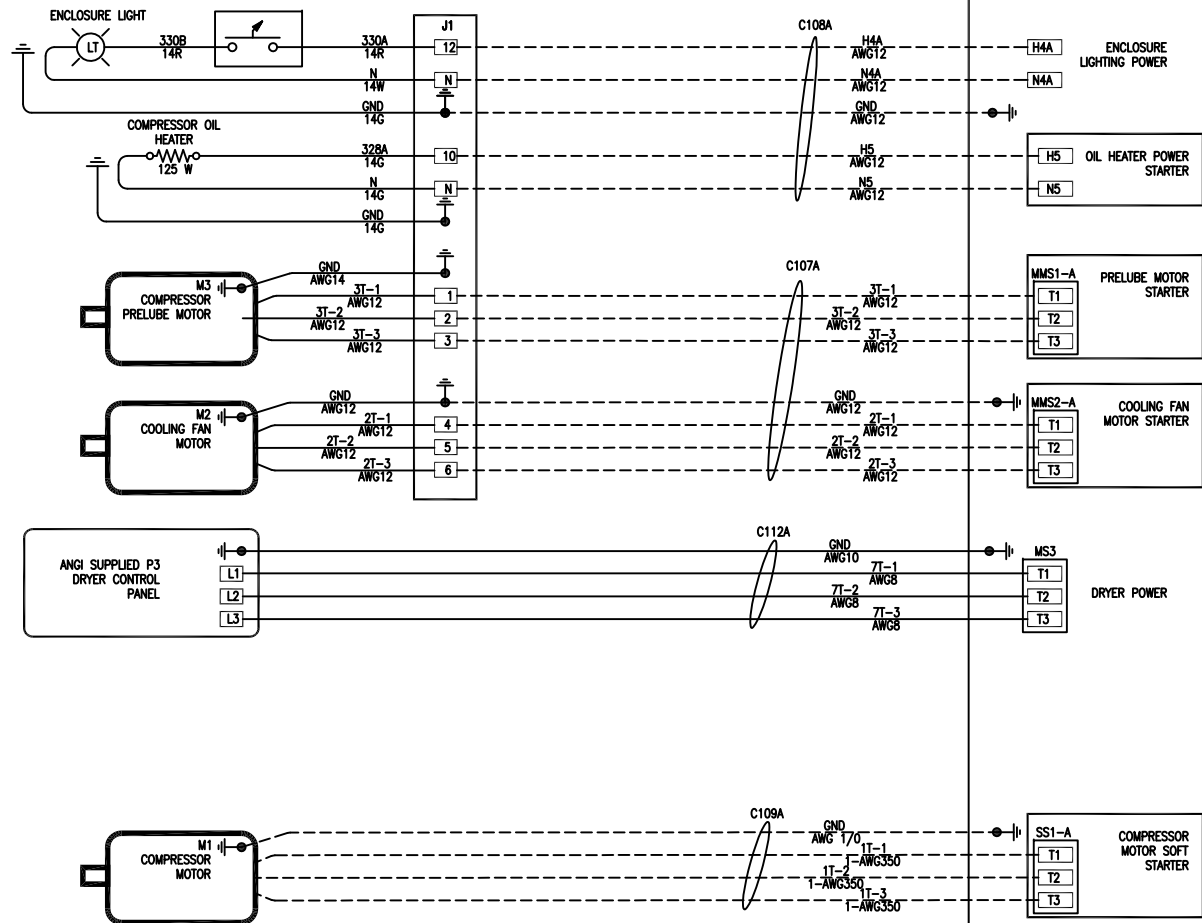 ENCLOSURE LIGHT
LT
330B
14R
330A
14R
J1
12
C108A
H4A
AWG12
H4A
ENCLOSURE
LIGHTING POWER
N
14W
N
N4A
AWG12
N4A
GND
14G
GND
AWG12
COMPRESSOR OIL
HEATER
125 W
328A
14G
10
H5
AWG12
H5
OIL HEATER POWER
STARTER
N
14G
N
N5
AWG12
N5
GND
14G
M3
COMPRESSOR
PRELUBE MOTOR
GND
AWG14
3T-1
AWG12
3T-2
AWG12
3T-3
AWG12
1
2
3
C107A
3T-1
AWG12
3T-2
AWG12
3T-3
AWG12
MMS1-A
T1
T2
T3
PRELUBE MOTOR
STARTER
M2
COOLING FAN
MOTOR
GND
AWG12
2T-1
AWG12
2T-2
AWG12
2T-3
AWG12
4
5
6
GND
AWG12
2T-1
AWG12
2T-2
AWG12
2T-3
AWG12
MMS2-A
T1
T2
T3
COOLING FAN
MOTOR STARTER
ANGI SUPPLIED P3
DRYER CONTROL
PANEL
L1
L2
L3
C112A
GND
AWG10
7T-1
AWG8
7T-2
AWG8
7T-3
AWG8
MS3
T1
T2
T3
DRYER POWER
M1
COMPRESSOR
MOTOR
C109A
GND
AWG 1/0
1T-1
1-AWG350
1T-2
1-AWG350
1T-3
1-AWG350
SS1-A
T1
T2
T3
COMPRESSOR
MOTOR SOFT
STARTER